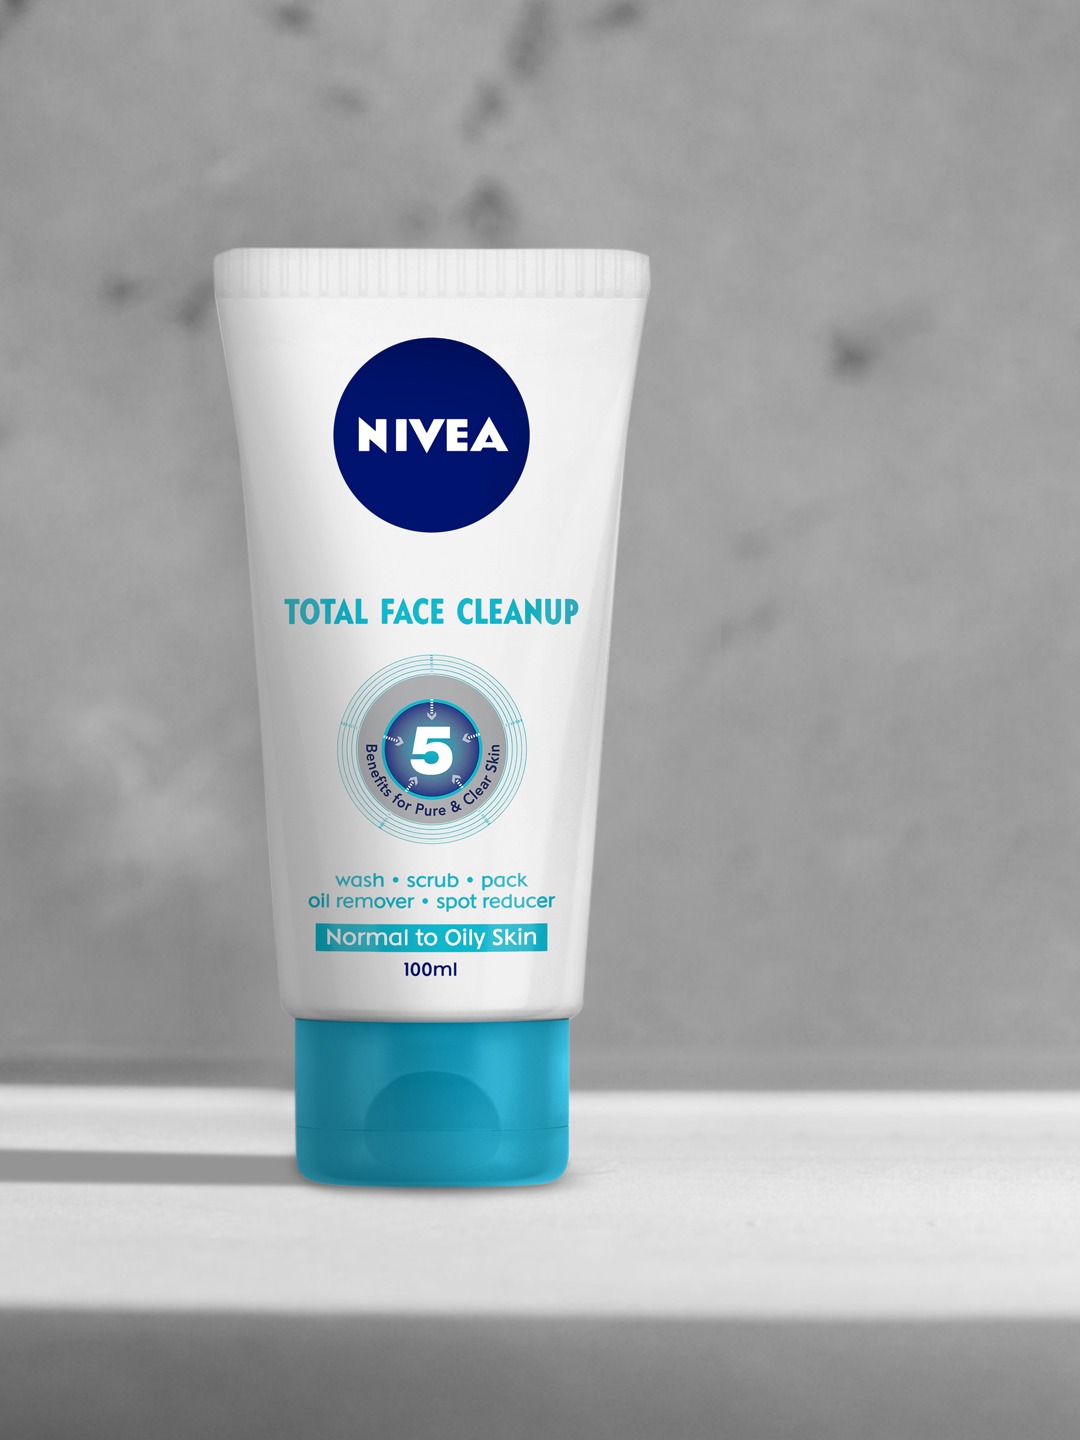 NIVEA
TOTAL FACE CLEANUP
5
Benefits for Pure & Clear Skin
wash • scrub • pack
oil remover • spot reducer
Normal to Oily Skin
100ml